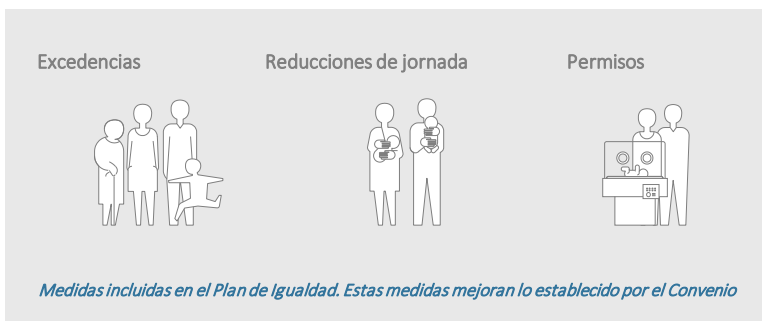 Excedencias
Reducciones de jornada
Permisos
Medidas incluidas en el Plan de Igualdad. Estas medidas mejoran lo establecido por el Convenio